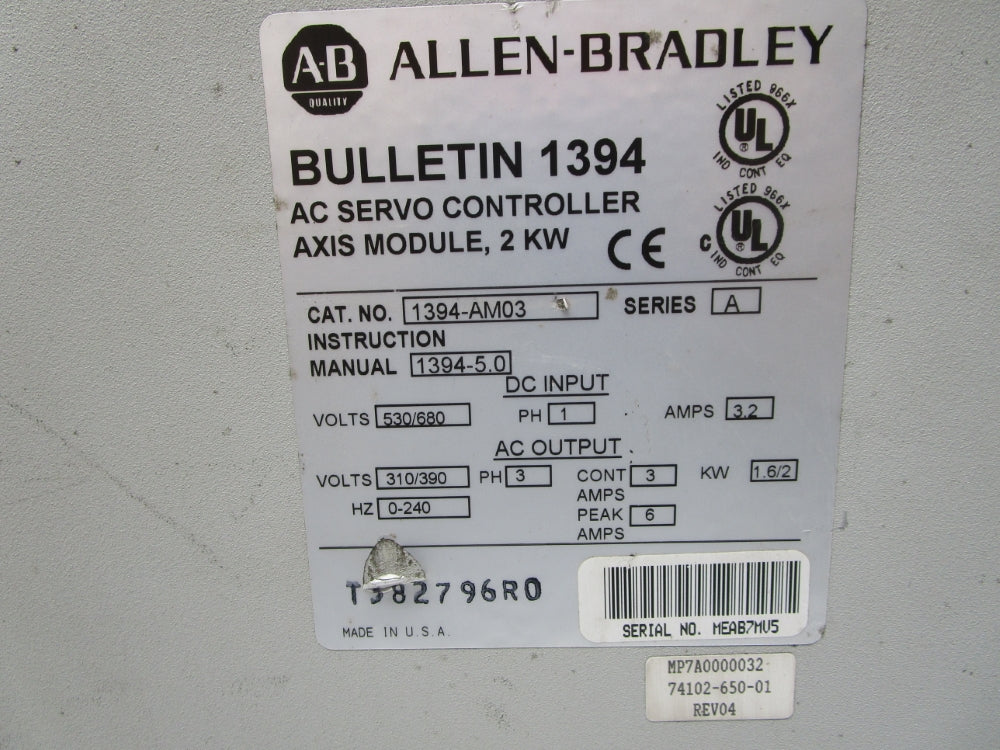 A·B ALLEN-BRADLEY
QUALITY
LISTED 966X
UL ®
IND CONT EQ
BULLETIN 1394
AC SERVO CONTROLLER
AXIS MODULE, 2 KW CE
LISTED 966X
C UL ®
IND CONT EQ
CAT. NO. 1394-AM03 SERIES A
INSTRUCTION
MANUAL 1394-5.0
DC INPUT
VOLTS 530/680 PH 1 AMPS 3.2
AC OUTPUT
VOLTS 310/390 PH 3 CONT 3 KW 1.6/2
AMPS
HZ 0-240 PEAK 6
AMPS
T382796R0
MADE IN U.S.A.
SERIAL NO. MEAB7MV5
MP7A0000032
74102-650-01
REV04